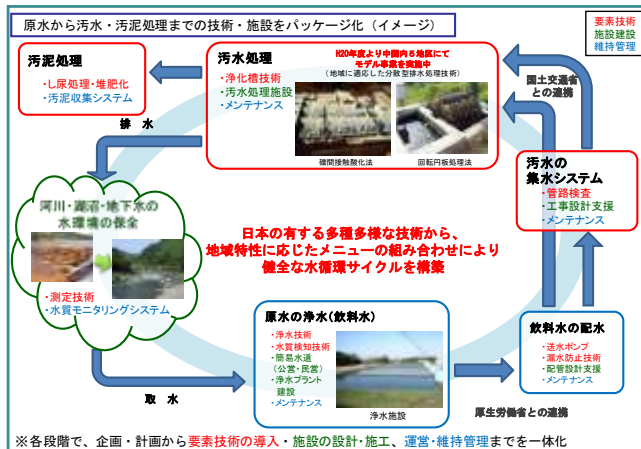 原水から汚水・汚泥処理までの技術・施設をパッケージ化（イメージ）
要素技術
施設建設
維持管理
汚泥処理
・し尿処理・堆肥化
・汚泥収集システム
汚水処理
・浄化槽技術
・汚水処理施設
・メンテナンス
H20年度より中国内５地区にて
モデル事業を実施中
（地域に適応した分散型排水処理技術）
礫間接触酸化法
回転円板処理法
国土交通省
との連携
排 水
汚水の
集水システム
・管路検査
・工事設計支援
・メンテナンス
河川・湖沼・地下水の
水環境の保全
・測定技術
・水質モニタリングシステム
日本の有する多種多様な技術から、
地域特性に応じたメニューの組み合わせにより
健全な水循環サイクルを構築
原水の浄水（飲料水）
・浄水技術
・水質検知技術
・簡易水道
（公営・民営）
・浄水プラント
建設
・メンテナンス
浄水施設
飲料水の配水
・送水ポンプ
・漏水防止技術
・配管設計支援
・メンテナンス
取 水
厚生労働省との連携
※各段階で、企画・計画から要素技術の導入・施設の設計・施工、運営・維持管理までを一体化